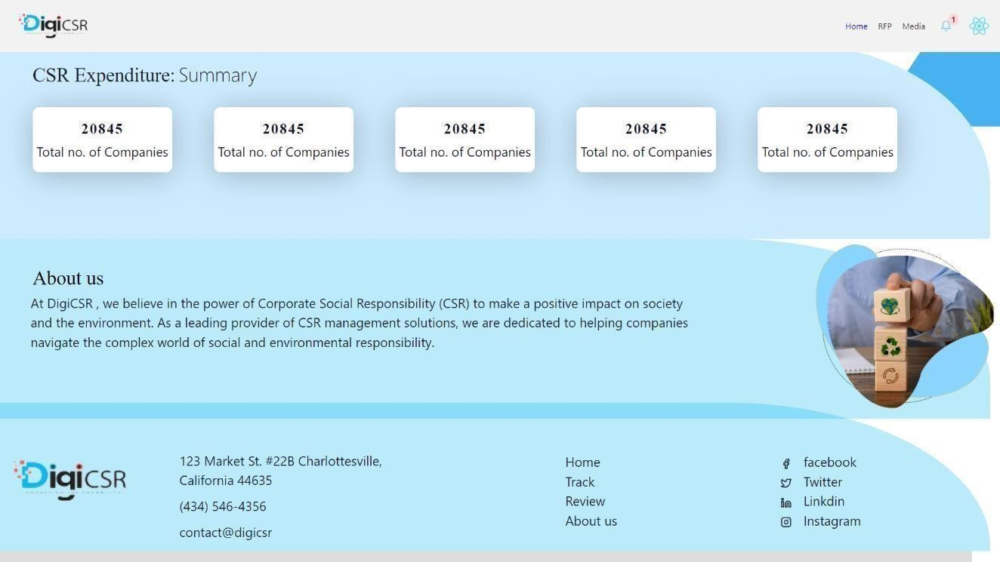 DigiCSR
Home RFP Media 1
CSR Expenditure: Summary
20845 20845 20845 20845 20845
Total no. of Companies Total no. of Companies Total no. of Companies Total no. of Companies Total no. of Companies
About us
At DigiCSR , we believe in the power of Corporate Social Responsibility (CSR) to make a positive impact on society
and the environment. As a leading provider of CSR management solutions, we are dedicated to helping companies
navigate the complex world of social and environmental responsibility.
DigiCSR
123 Market St. #22B Charlottesville,
California 44635
(434) 546-4356
contact@digicsr
Home
Track
Review
About us
facebook
Twitter
Linkdin
Instagram